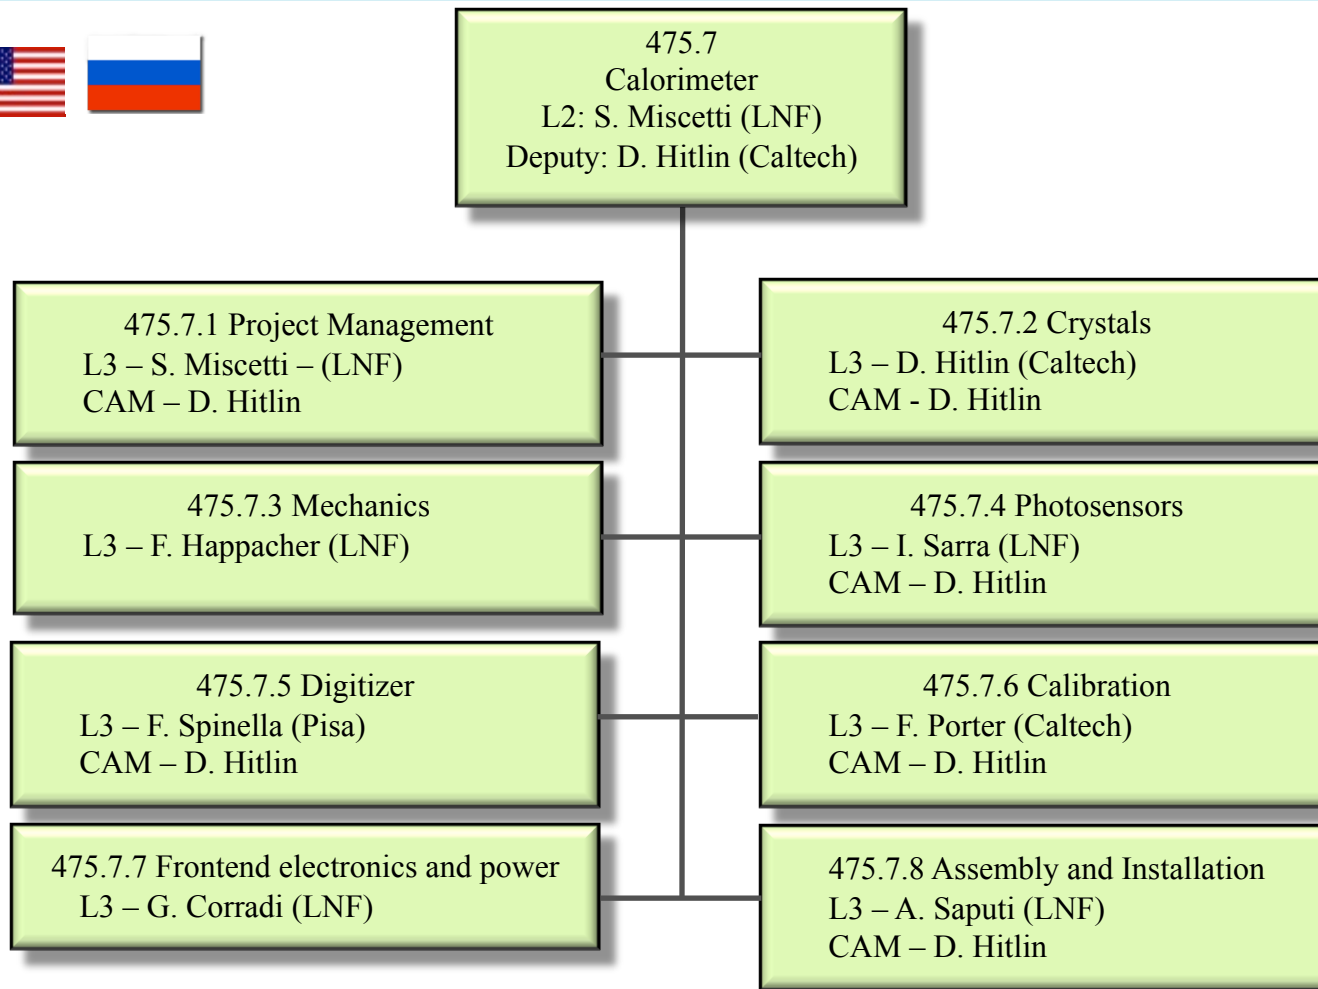 475.7
Calorimeter
L2: S. Miscetti (LNF)
Deputy: D. Hitlin (Caltech)
475.7.1 Project Management
L3 – S. Miscetti – (LNF)
CAM – D. Hitlin
475.7.2 Crystals
L3 – D. Hitlin (Caltech)
CAM - D. Hitlin
475.7.3 Mechanics
L3 – F. Happacher (LNF)
475.7.4 Photosensors
L3 – I. Sarra (LNF)
CAM – D. Hitlin
475.7.5 Digitizer
L3 – F. Spinella (Pisa)
CAM – D. Hitlin
475.7.6 Calibration
L3 – F. Porter (Caltech)
CAM – D. Hitlin
475.7.7 Frontend electronics and power
L3 – G. Corradi (LNF)
475.7.8 Assembly and Installation
L3 – A. Saputi (LNF)
CAM – D. Hitlin